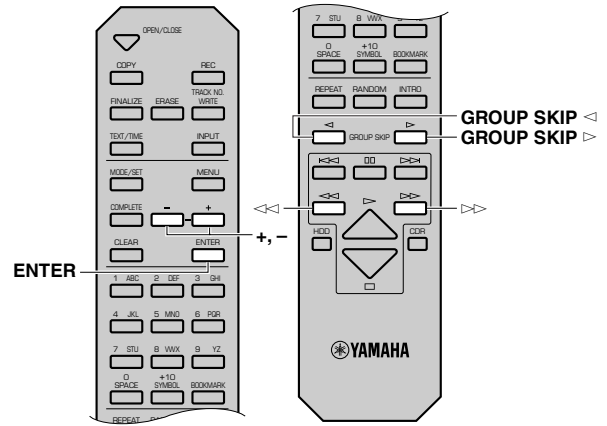 OPEN/CLOSE
COPY REC
FINALIZE ERASE TRACK NO. WRITE
TEXT/TIME INPUT
MODE/SET MENU
COMPLETE – +
+, –
CLEAR ENTER
ENTER
1 ABC 2 DEF 3 GHI
4 JKL 5 MNO 6 PQR
7 STU 8 VWX 9 YZ
0 SPACE +10 SYMBOL BOOKMARK
REPEAT
7 STU 8 VWX
0 SPACE +10 SYMBOL BOOKMARK
REPEAT RANDOM INTRO
GROUP SKIP ◁
◁ GROUP SKIP ▷
GROUP SKIP ▷
HDD CDR
YAMAHA